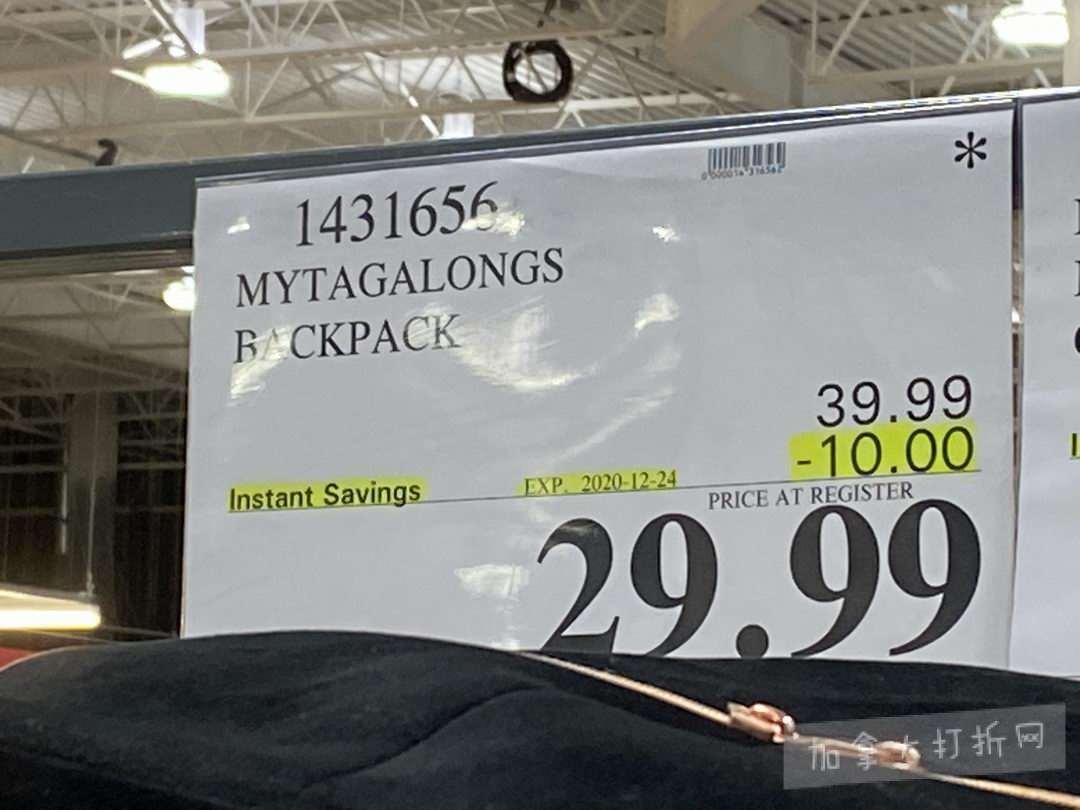 *
1431656
MYTAGALONGS
BACKPACK
39.99
-10.00
Instant Savings EXP. 2020-12-24
PRICE AT REGISTER
29.99
加拿大打折网